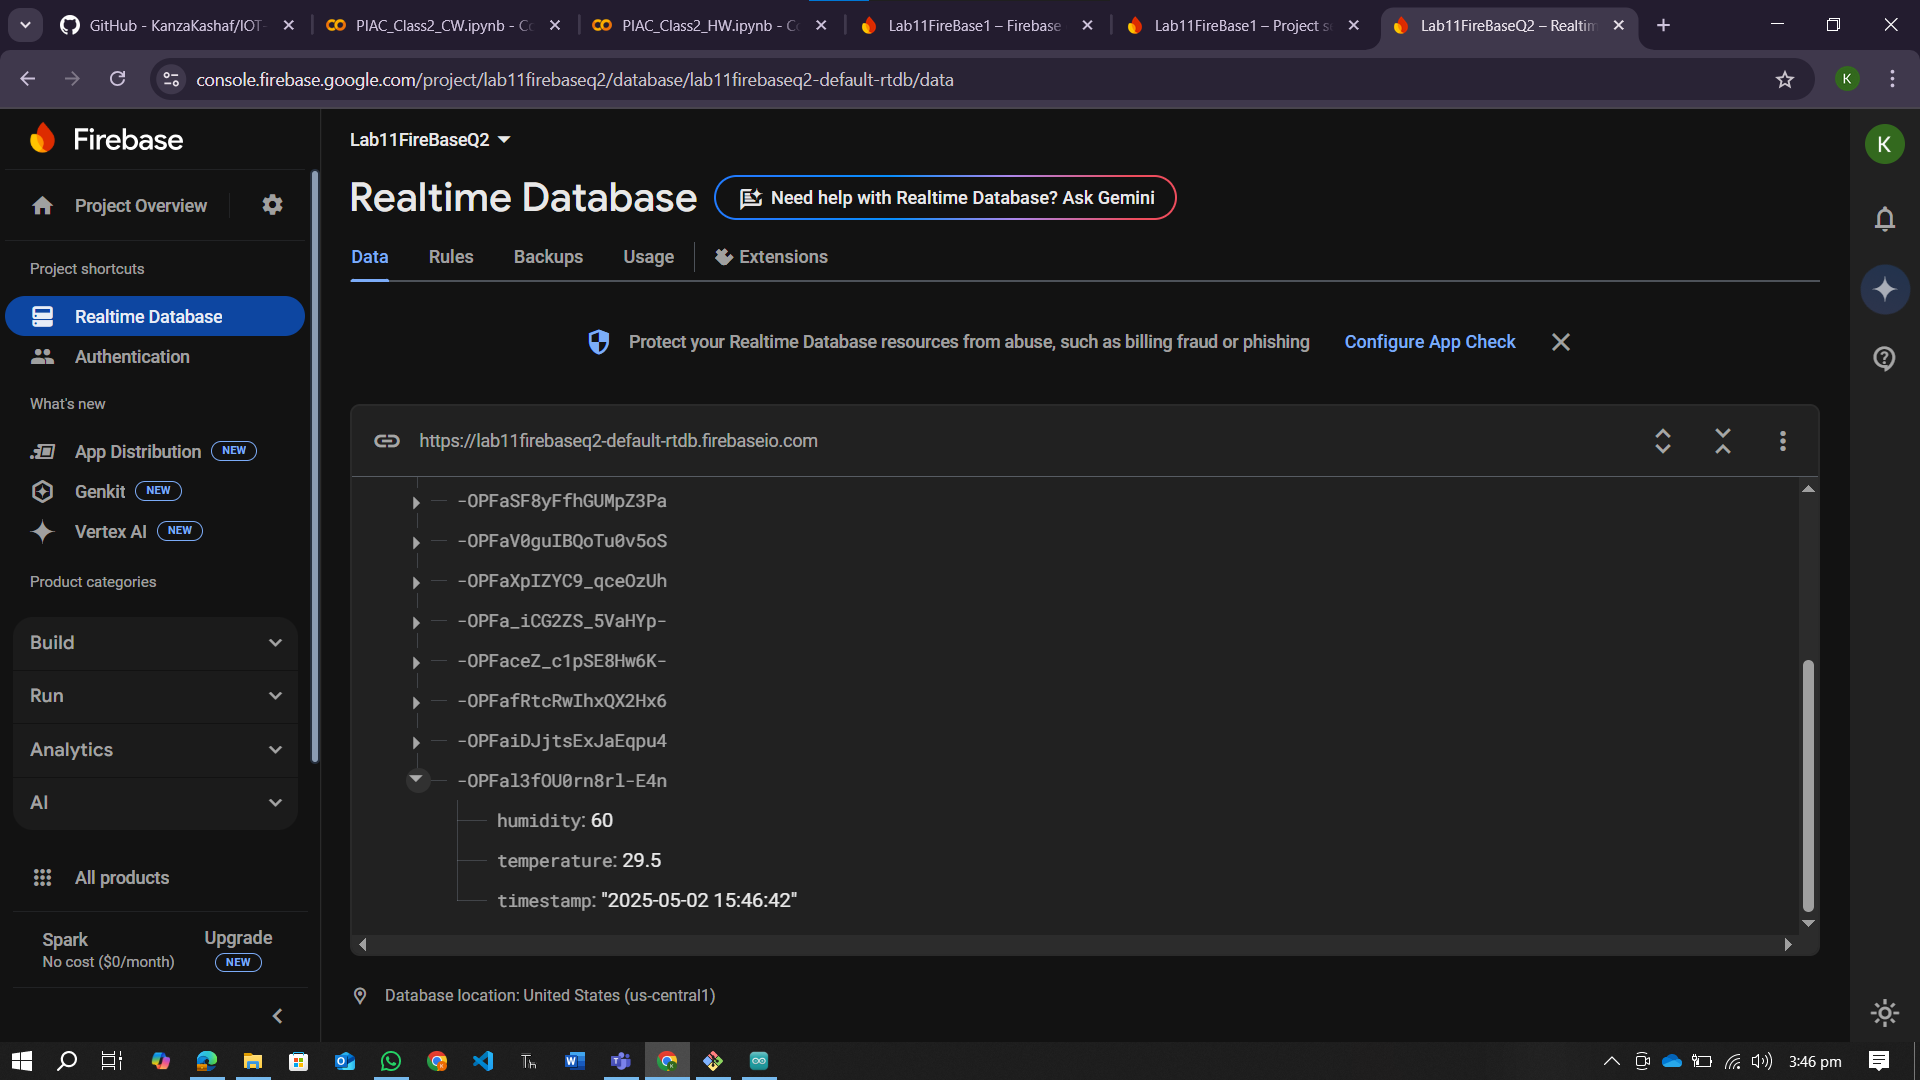 GitHub - KanzaKashaf/IOT-
PIAC_Class2_CW.ipynb - Co
PIAC_Class2_HW.ipynb - Co
Lab11FireBase1 – Firebase
Lab11FireBase1 – Project se
Lab11FireBaseQ2 – Realtim
console.firebase.google.com/project/lab11firebaseq2/database/lab11firebaseq2-default-rtdb/data
K
Firebase
Lab11FireBaseQ2
K
Project Overview
Realtime Database
Need help with Realtime Database? Ask Gemini
Data
Rules
Backups
Usage
Extensions
Project shortcuts
Realtime Database
Authentication
Protect your Realtime Database resources from abuse, such as billing fraud or phishing
Configure App Check
What's new
App Distribution NEW
Genkit NEW
Vertex AI NEW
Product categories
Build
Run
Analytics
AI
All products
Spark
No cost ($0/month)
Upgrade
NEW
https://lab11firebaseq2-default-rtdb.firebaseio.com
-OPFaSF8yFfhGUMpZ3Pa
-OPFaV0guIBQoTu0v5oS
-OPFaXpIZYC9_qceOzUh
-OPFa_iCG2ZS_5VaHYp-
-OPFaceZ_c1pSE8Hw6K-
-OPFafRtcRwIhxQX2Hx6
-OPFaiDJjtsExJaEqpu4
-OPFal3fOU0rn8rl-E4n
humidity: 60
temperature: 29.5
timestamp: "2025-05-02 15:46:42"
Database location: United States (us-central1)
3:46 pm